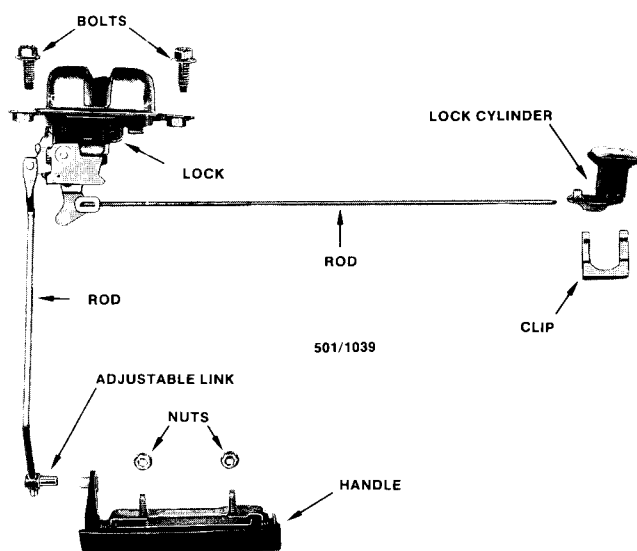 BOLTS
LOCK CYLINDER
LOCK
ROD
ROD
CLIP
501/1039
ADJUSTABLE LINK
NUTS
HANDLE